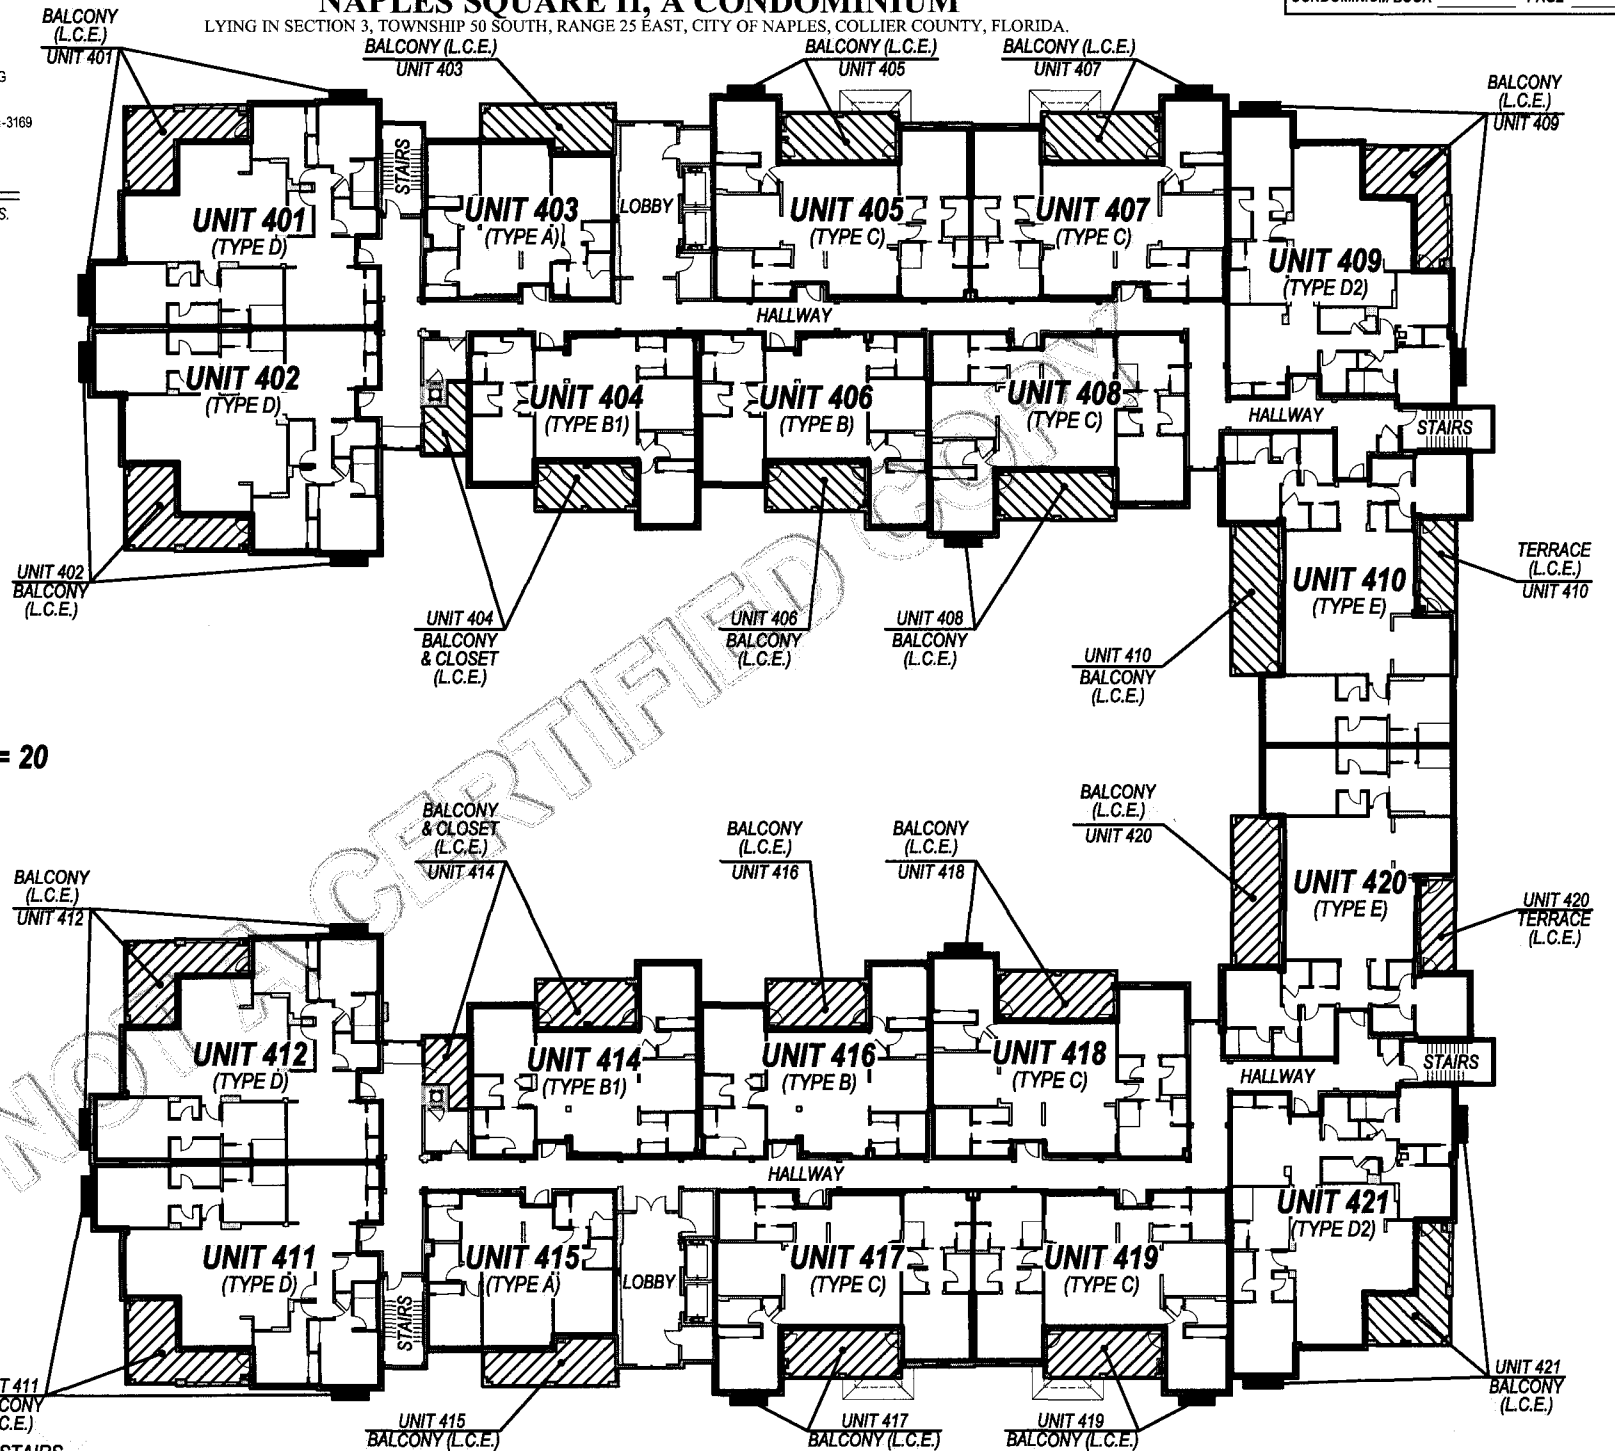 NAPLES SQUARE II, A CONDOMINIUM
LYING IN SECTION 3, TOWNSHIP 50 SOUTH, RANGE 25 EAST, CITY OF NAPLES, COLLIER COUNTY, FLORIDA.
CONDOMINIUM BOOK PAGE
G
-3169
S.
BALCONY
(L.C.E.)
UNIT 401
BALCONY (L.C.E.)
UNIT 403
BALCONY (L.C.E.)
UNIT 405
BALCONY (L.C.E.)
UNIT 407
BALCONY
(L.C.E.)
UNIT 409
STAIRS
LOBBY
UNIT 401
(TYPE D)
UNIT 403
(TYPE A)
UNIT 405
(TYPE C)
UNIT 407
(TYPE C)
UNIT 409
(TYPE D2)
HALLWAY
UNIT 402
(TYPE D)
UNIT 404
(TYPE B1)
UNIT 406
(TYPE B)
UNIT 408
(TYPE C)
HALLWAY
STAIRS
UNIT 402
BALCONY
(L.C.E.)
UNIT 404
BALCONY
& CLOSET
(L.C.E.)
UNIT 406
BALCONY
(L.C.E.)
UNIT 408
BALCONY
(L.C.E.)
UNIT 410
(TYPE E)
TERRACE
(L.C.E.)
UNIT 410
UNIT 410
BALCONY
(L.C.E.)
= 20
NOT A CERTIFIED COPY
BALCONY
(L.C.E.)
UNIT 420
BALCONY
& CLOSET
(L.C.E.)
UNIT 414
BALCONY
(L.C.E.)
UNIT 416
BALCONY
(L.C.E.)
UNIT 418
BALCONY
(L.C.E.)
UNIT 412
UNIT 420
(TYPE E)
UNIT 420
TERRACE
(L.C.E.)
UNIT 412
(TYPE D)
UNIT 414
(TYPE B1)
UNIT 416
(TYPE B)
UNIT 418
(TYPE C)
HALLWAY
STAIRS
HALLWAY
UNIT 411
(TYPE D)
UNIT 415
(TYPE A)
UNIT 417
(TYPE C)
UNIT 419
(TYPE C)
UNIT 421
(TYPE D2)
STAIRS
LOBBY
T 411
CONY
C.E.)
UNIT 415
BALCONY (L.C.E.)
UNIT 417
BALCONY (L.C.E.)
UNIT 419
BALCONY (L.C.E.)
UNIT 421
BALCONY
(L.C.E.)
STAIRS